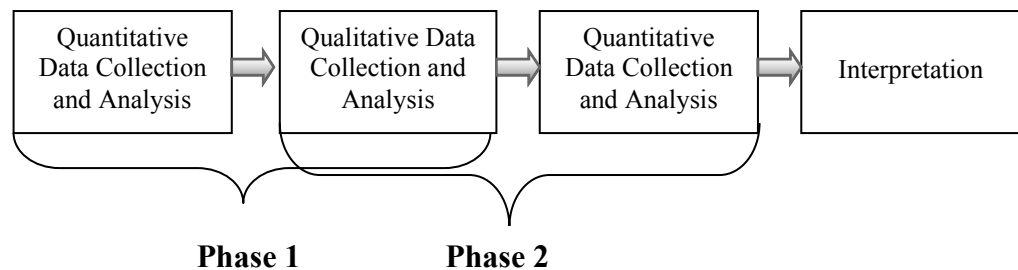 Quantitative
Data Collection
and Analysis
Qualitative Data
Collection and
Analysis
Quantitative
Data Collection
and Analysis
Interpretation
Phase 1
Phase 2